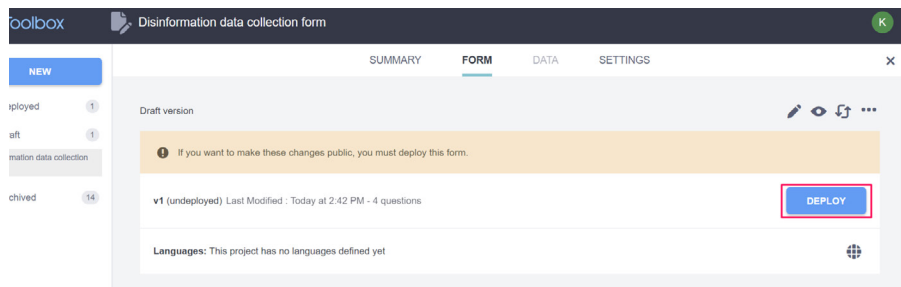 oolbox
Disinformation data collection form
K
SUMMARY FORM DATA SETTINGS
NEW
eployed 1
Draft version
aft 1
mation data collection
If you want to make these changes public, you must deploy this form.
chived 14
v1 (undeployed) Last Modified : Today at 2:42 PM - 4 questions
DEPLOY
Languages: This project has no languages defined yet